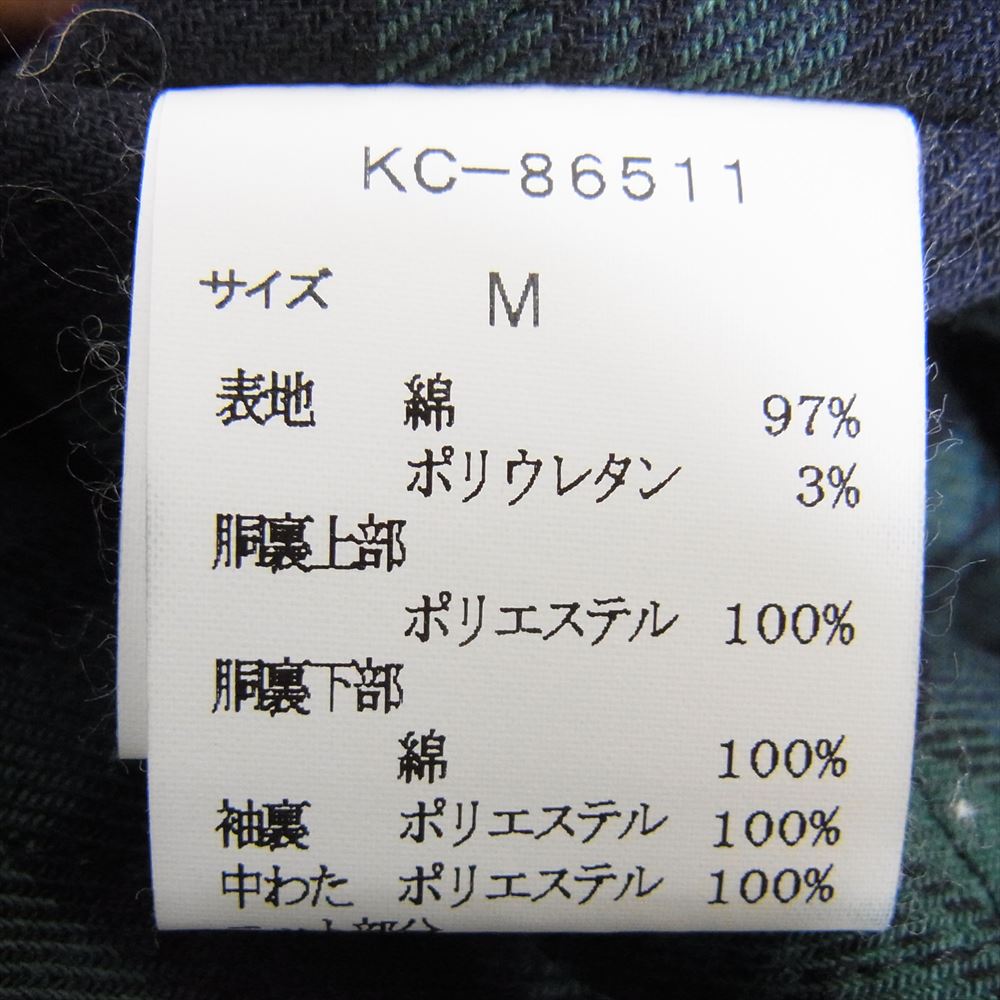 KC-86511
サイズ M
表地 綿 97%
ポリウレタン 3%
胴裏上部
ポリエステル 100%
胴裏下部
綿 100%
袖裏 ポリエステル 100%
中わた ポリエステル 100%